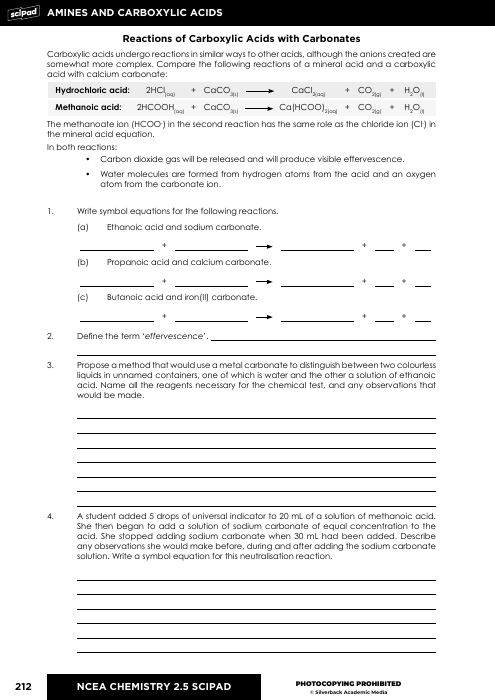 scipad AMINES AND CARBOXYLIC ACIDS
Reactions of Carboxylic Acids with Carbonates
Carboxylic acids undergo reactions in similar ways to other acids, although the anions created are
somewhat more complex. Compare the following reactions of a mineral acid and a carboxylic
acid with calcium carbonate:
Hydrochloric acid: 2HCl(aq) + CaCO3(s) → CaCl2(aq) + CO2(g) + H2O(l)
Methanoic acid: 2HCOOH(aq) + CaCO3(s) → Ca(HCOO)2(aq) + CO2(g) + H2O(l)
The methanoate ion (HCOO-) in the second reaction has the same role as the chloride ion (Cl-) in
the mineral acid equation.
In both reactions:
• Carbon dioxide gas will be released and will produce visible effervescence.
• Water molecules are formed from hydrogen atoms from the acid and an oxygen
atom from the carbonate ion.
1. Write symbol equations for the following reactions.
(a) Ethanoic acid and sodium carbonate.
+ → + +
(b) Propanoic acid and calcium carbonate.
+ → + +
(c) Butanoic acid and iron(II) carbonate.
+ → + +
2. Define the term 'effervescence'.
3. Propose a method that would use a metal carbonate to distinguish between two colourless
liquids in unnamed containers, one of which is water and the other a solution of ethanoic
acid. Name all the reagents necessary for the chemical test, and any observations that
would be made.
4. A student added 5 drops of universal indicator to 20 mL of a solution of methanoic acid.
She then began to add a solution of sodium carbonate of equal concentration to the
acid. She stopped adding sodium carbonate when 30 mL had been added. Describe
any observations she would make before, during and after adding the sodium carbonate
solution. Write a symbol equation for this neutralisation reaction.
212 NCEA CHEMISTRY 2.5 SCIPAD PHOTOCOPYING PROHIBITED
© Silverback Academic Media